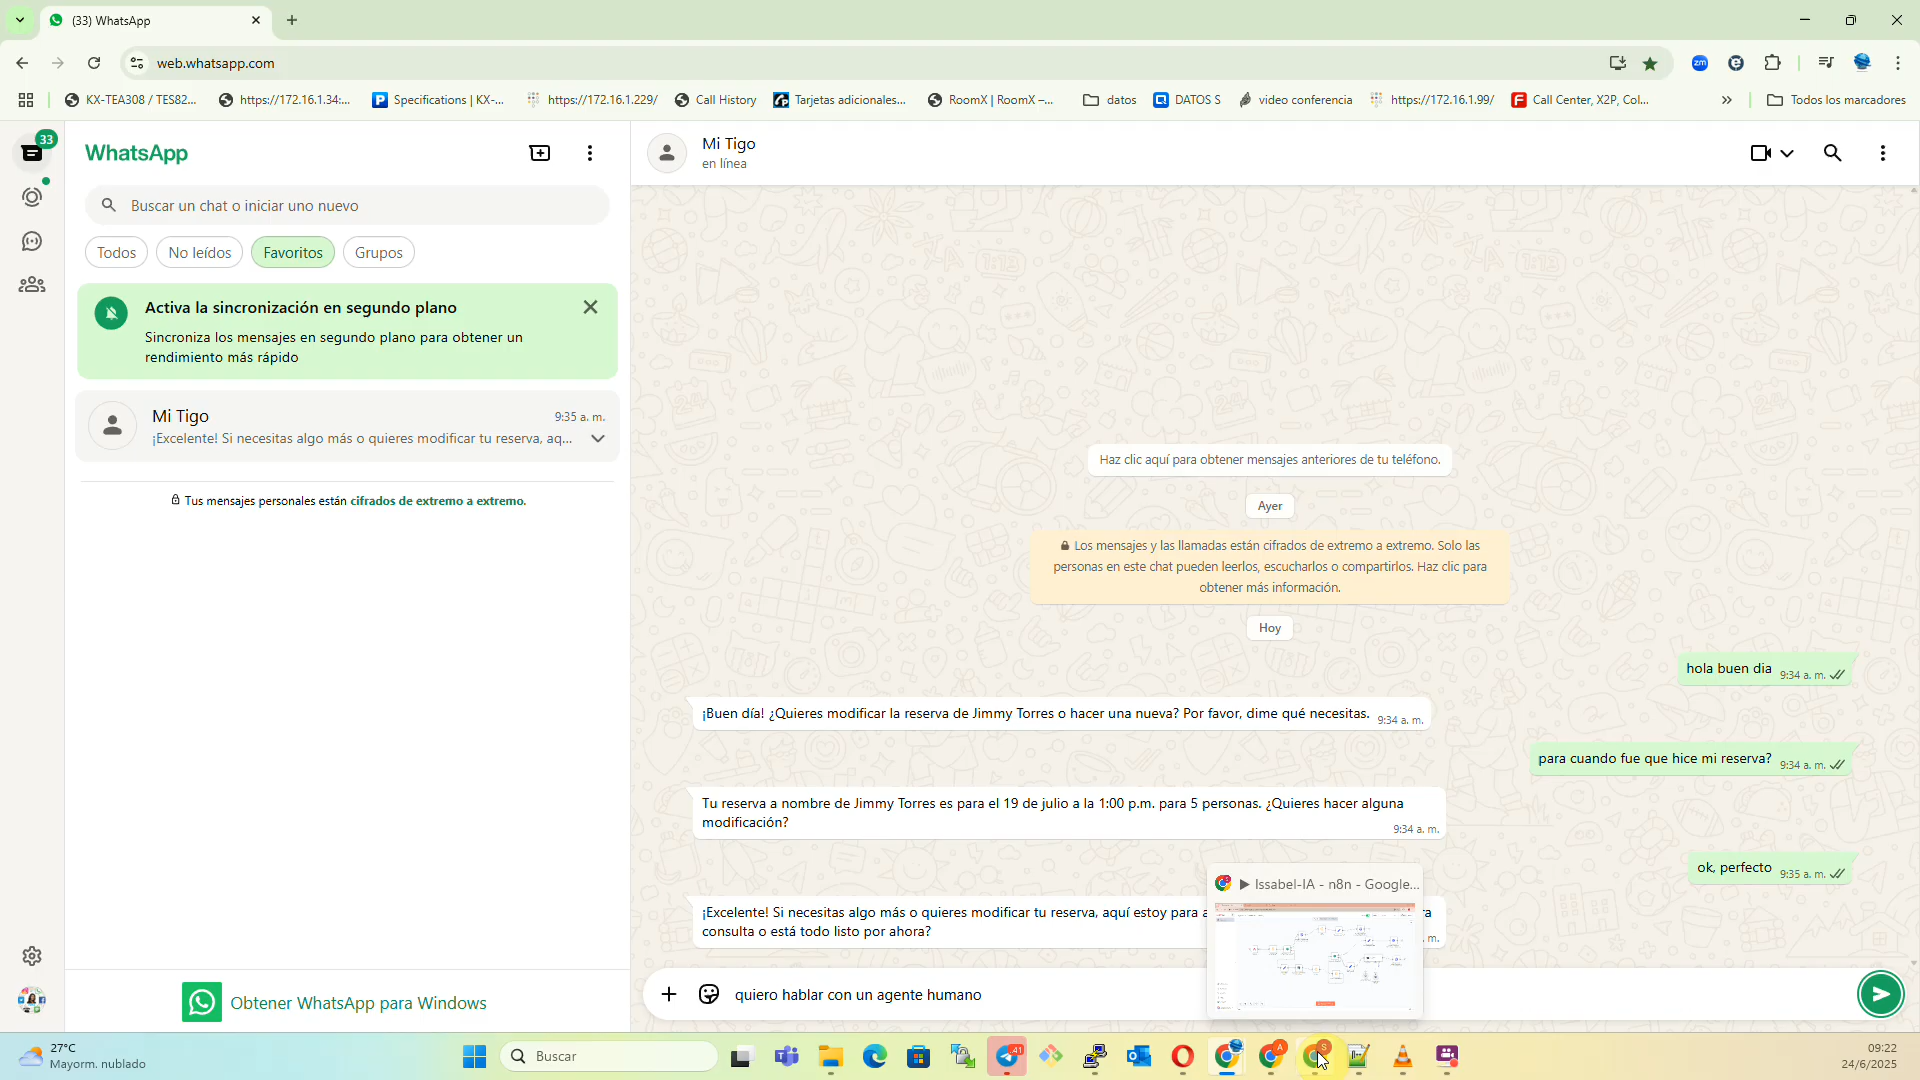 (33) WhatsApp
web.whatsapp.com
KX-TEA308 / TES82...
https://172.16.1.34:...
Specifications | KX-...
https://172.16.1.229/
Call History
Tarjetas adicionales...
RoomX | RoomX –...
datos
DATOS S
video conferencia
https://172.16.1.99/
Call Center, X2P, Col...
Todos los marcadores
33
WhatsApp
Buscar un chat o iniciar uno nuevo
Todos
No leídos
Favoritos
Grupos
Activa la sincronización en segundo plano
Sincroniza los mensajes en segundo plano para obtener un
rendimiento más rápido
Mi Tigo
9:35 a. m.
¡Excelente! Si necesitas algo más o quieres modificar tu reserva, aq...
Tus mensajes personales están cifrados de extremo a extremo.
Obtener WhatsApp para Windows
Mi Tigo
en línea
Haz clic aquí para obtener mensajes anteriores de tu teléfono.
Ayer
Los mensajes y las llamadas están cifrados de extremo a extremo. Solo las
personas en este chat pueden leerlos, escucharlos o compartirlos. Haz clic para
obtener más información.
Hoy
hola buen dia
9:34 a. m.
¡Buen día! ¿Quieres modificar la reserva de Jimmy Torres o hacer una nueva? Por favor, dime qué necesitas.
9:34 a. m.
para cuando fue que hice mi reserva?
9:34 a. m.
Tu reserva a nombre de Jimmy Torres es para el 19 de julio a la 1:00 p.m. para 5 personas. ¿Quieres hacer alguna
modificación?
9:34 a. m.
ok, perfecto
9:35 a. m.
Issabel-IA - n8n - Google...
¡Excelente! Si necesitas algo más o quieres modificar tu reserva, aquí estoy para a
ra
consulta o está todo listo por ahora?
m.
quiero hablar con un agente humano
27°C
Mayorm. nublado
Buscar
41
A
S
09:22
24/6/2025